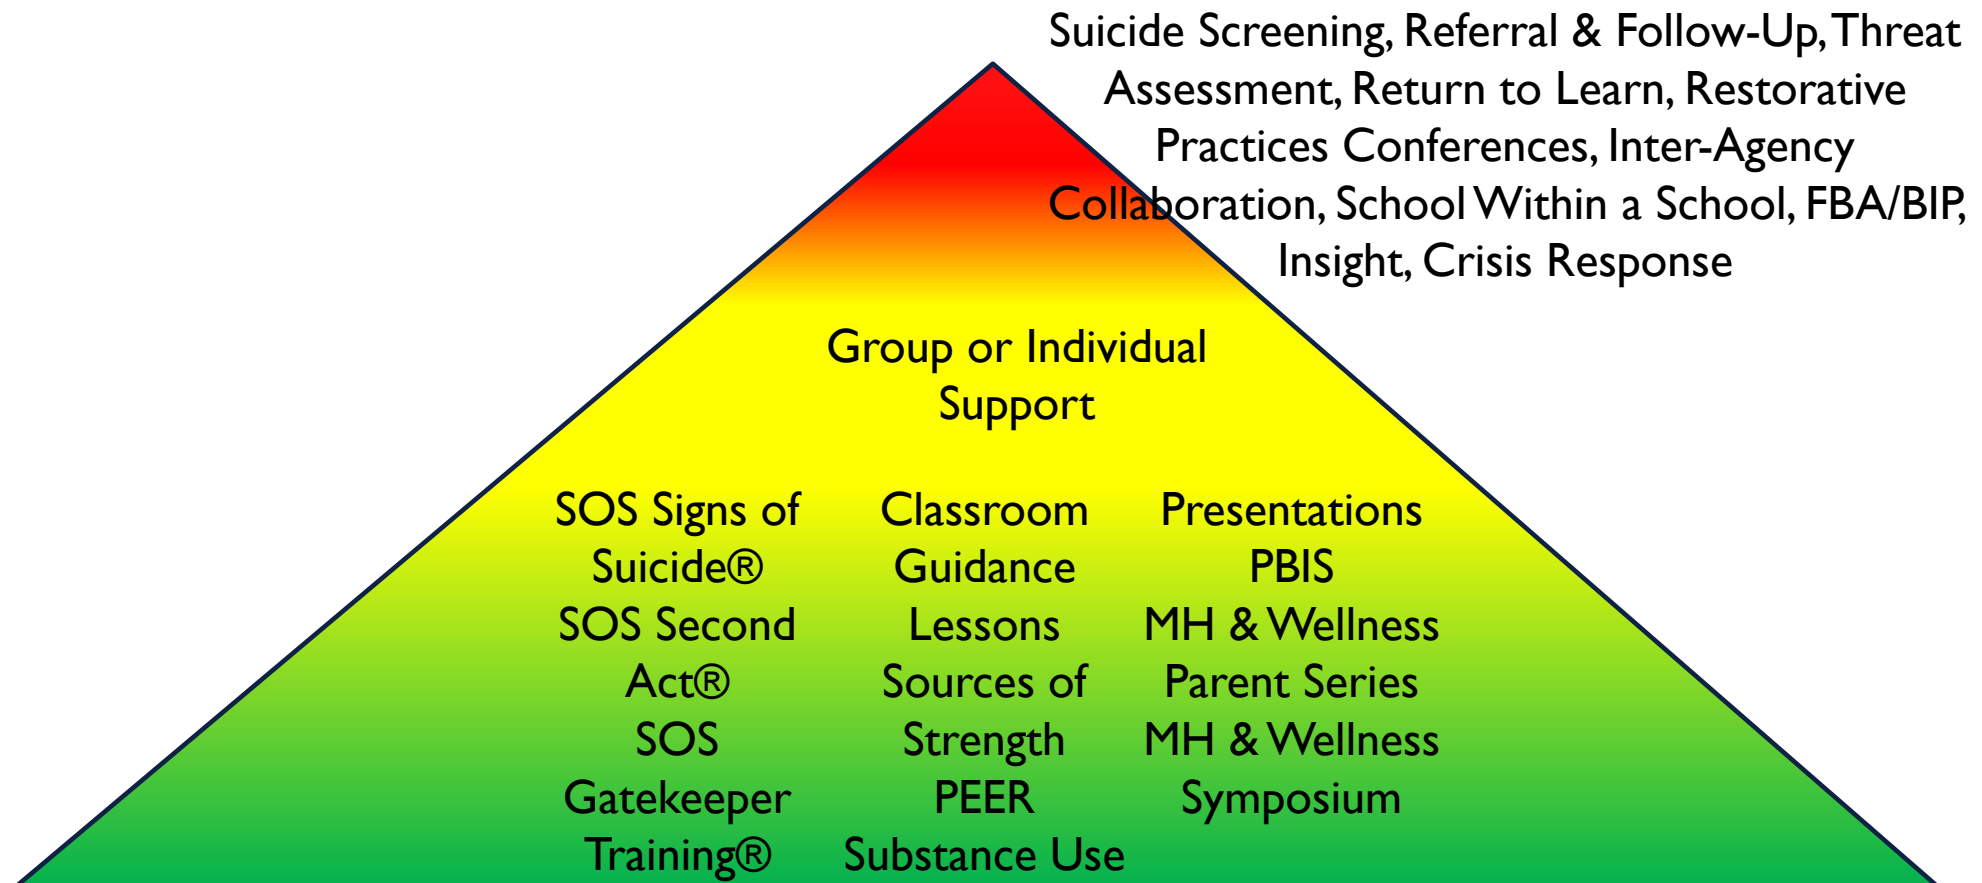 Suicide Screening, Referral & Follow-Up, Threat
Assessment, Return to Learn, Restorative
Practices Conferences, Inter-Agency
Collaboration, School Within a School, FBA/BIP,
Insight, Crisis Response
Group or Individual
Support
SOS Signs of
Suicide®
SOS Second
Act®
SOS
Gatekeeper
Training®
Classroom
Guidance
Lessons
Sources of
Strength
PEER
Substance Use
Presentations
PBIS
MH & Wellness
Parent Series
MH & Wellness
Symposium